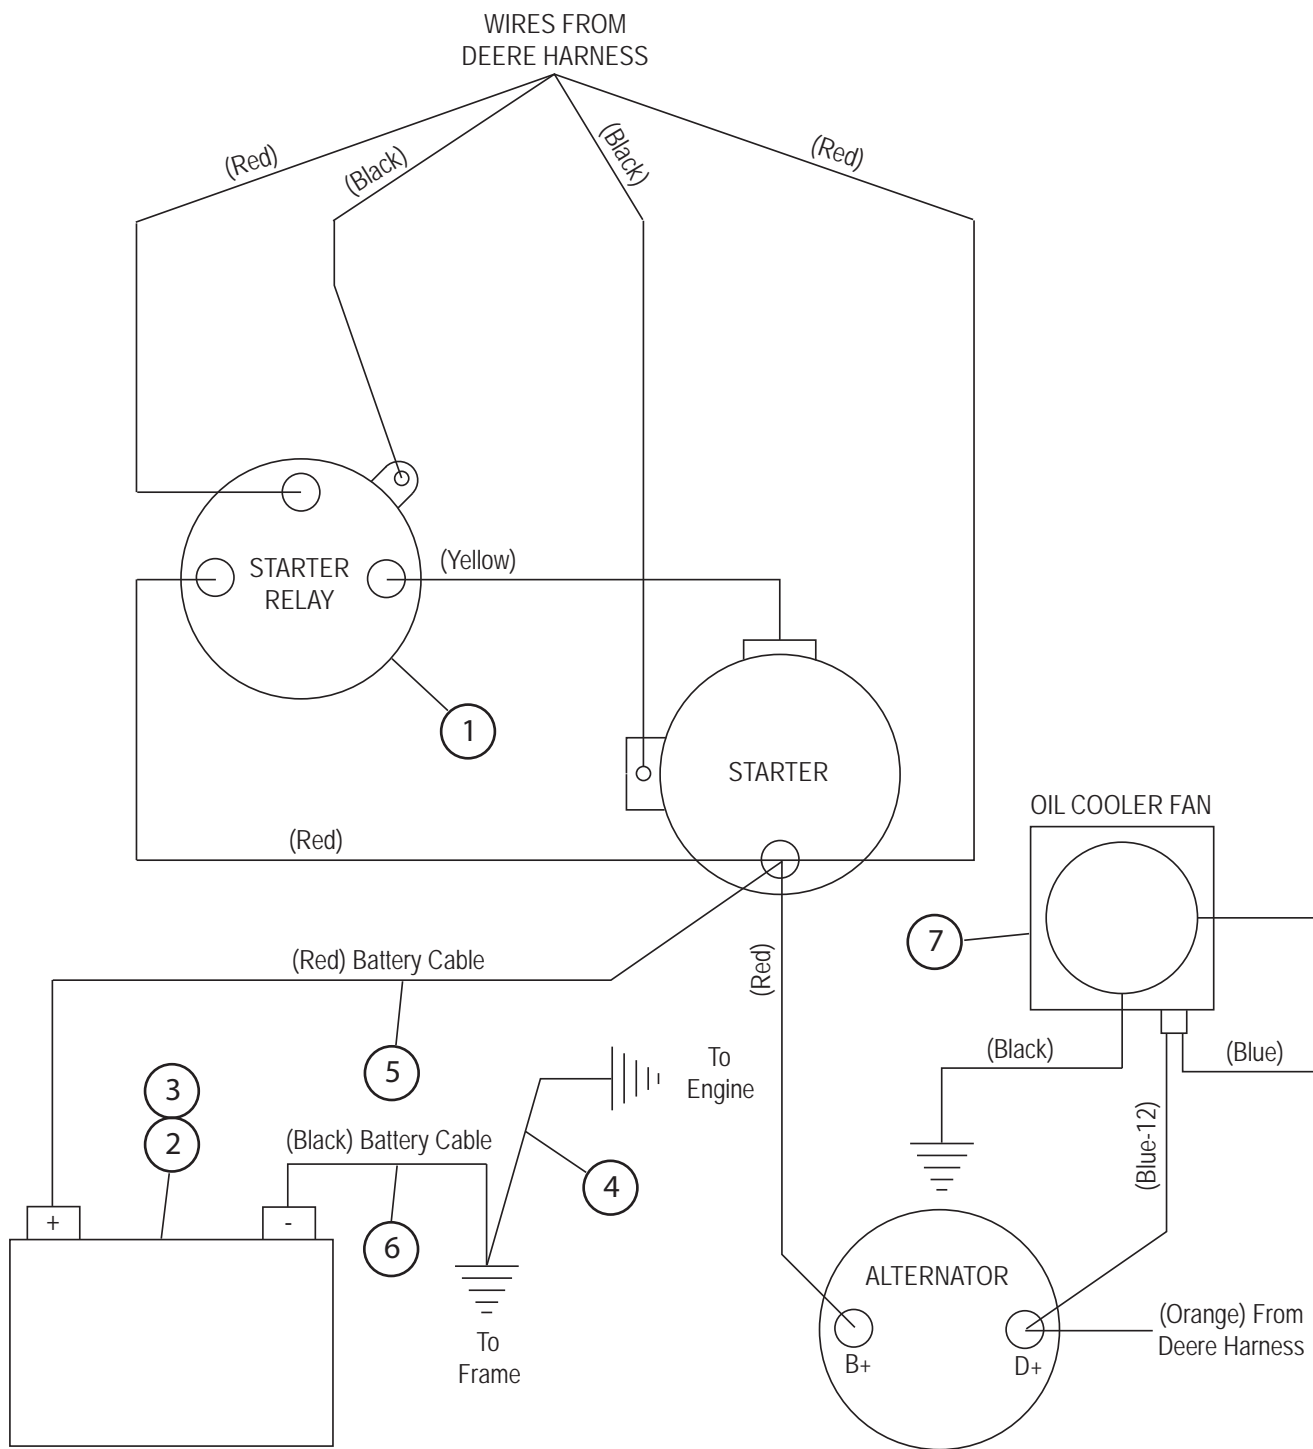 WIRES FROM
DEERE HARNESS
(Red)
(Black)
(Black)
(Red)
(Yellow)
STARTER
RELAY
1
STARTER
(Red)
OIL COOLER FAN
7
(Red) Battery Cable
(Red)
5
To
Engine
(Black)
(Blue)
3
2
(Black) Battery Cable
4
(Blue-12)
+
-
6
ALTERNATOR
(Orange) From
Deere Harness
B+
D+
To
Frame